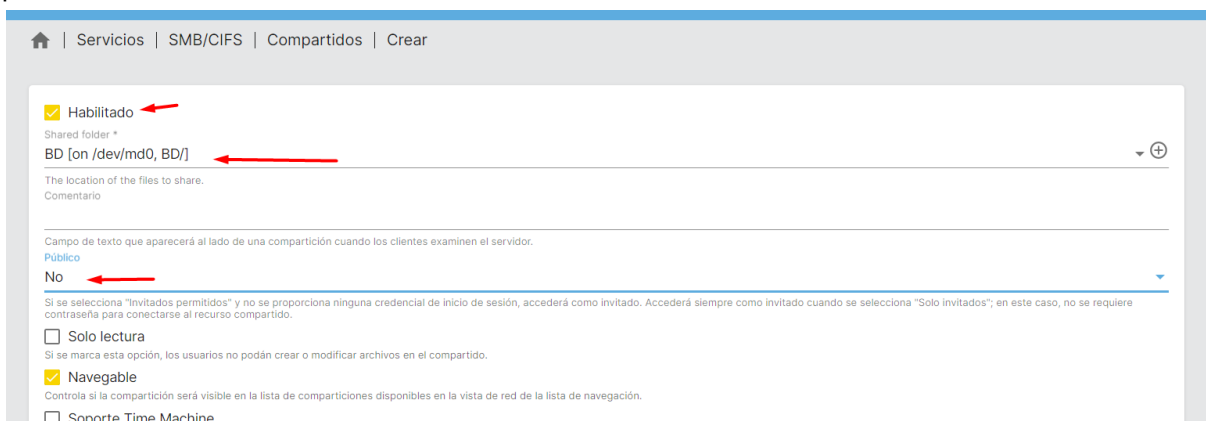 | Servicios | SMB/CIFS | Compartidos | Crear
Habilitado
Shared folder *
BD [on /dev/md0, BD/]
The location of the files to share.
Comentario
Campo de texto que aparecerá al lado de una compartición cuando los clientes examinen el servidor.
Público
No
Si se selecciona "Invitados permitidos" y no se proporciona ninguna credencial de inicio de sesión, accederá como invitado. Accederá siempre como invitado cuando se selecciona "Solo invitados"; en este caso, no se requiere
contraseña para conectarse al recurso compartido.
Solo lectura
Si se marca esta opción, los usuarios no podán crear o modificar archivos en el compartido.
Navegable
Controla si la compartición será visible en la lista de comparticiones disponibles en la vista de red de la lista de navegación.
Soporte Time Machine